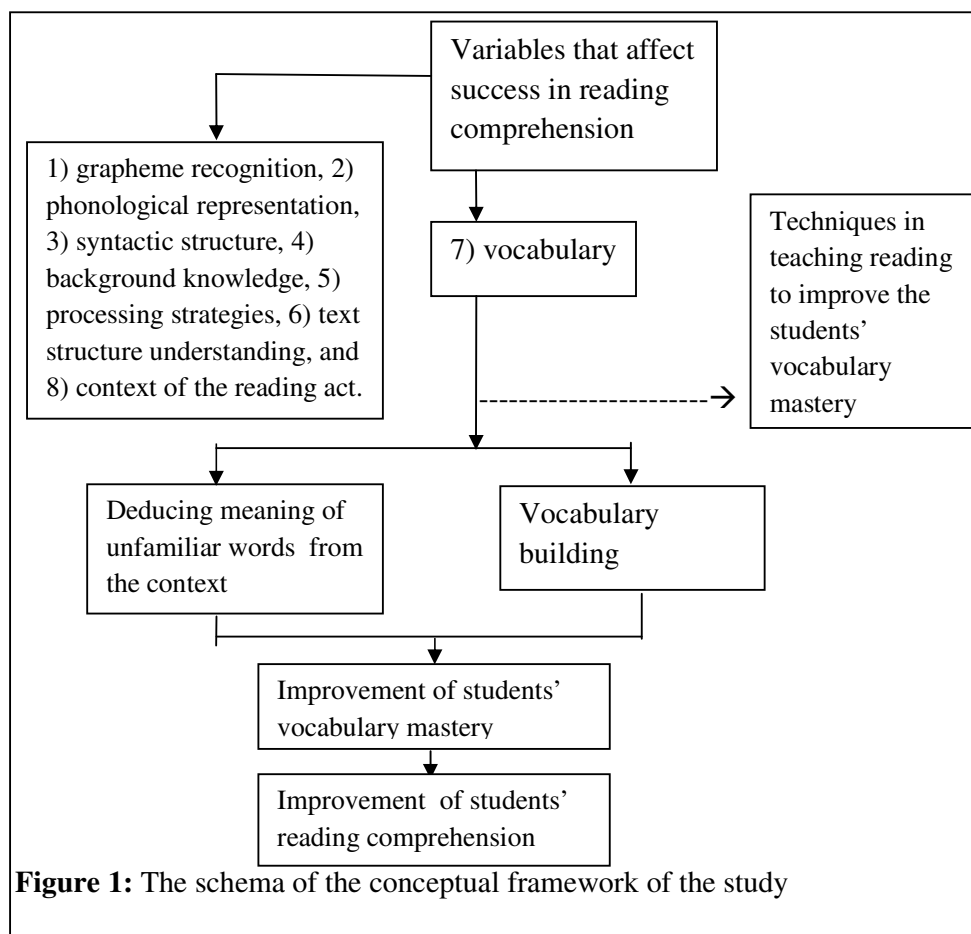 Variables that affect
success in reading
comprehension
1) grapheme recognition, 2)
phonological representation,
3) syntactic structure, 4)
background knowledge, 5)
processing strategies, 6) text
structure understanding, and
8) context of the reading act.
7) vocabulary
Techniques in
teaching reading
to improve the
students’
vocabulary
mastery
Deducing meaning of
unfamiliar words from
the context
Vocabulary
building
Improvement of students’
vocabulary mastery
Improvement of students’
reading comprehension
Figure 1: The schema of the conceptual framework of the study